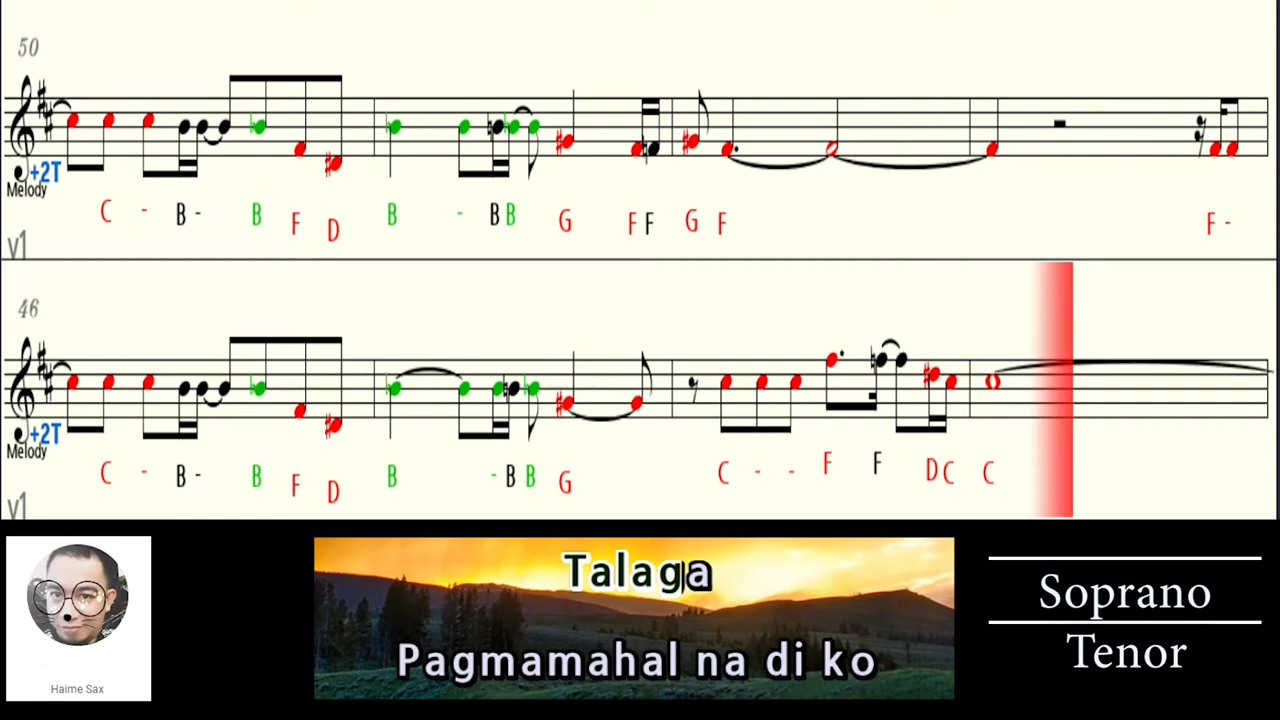 50
+2T
Melody
C - B - B F D B - B B G F F G F F -
v1
46
+2T
Melody
C - B - B F D B - B B G C - - F F D C C
v1
Talaga
Pagmamahal na di ko
Soprano
Tenor
Haime Sax